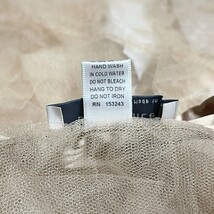 HAND WASH
IN COLD WATER
DO NOT BLEACH
HANG TO DRY
DO NOT IRON
RN 153243